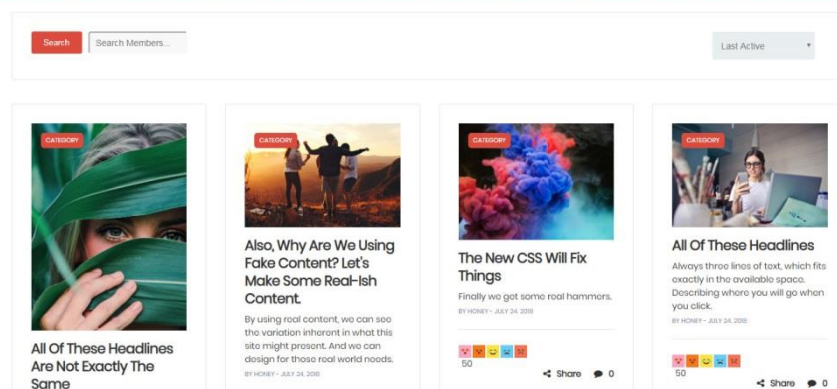 Search
Search Members...
Last Active
CATEGORY
All Of These Headlines
Are Not Exactly The
Same
CATEGORY
Also, Why Are We Using
Fake Content? Let's
Make Some Real-Ish
Content.
By using real content, we can see
the variation inherent in what this
site might present. And we can
design for those real world needs.
BY HONEY - JULY 24, 2018
CATEGORY
The New CSS Will Fix
Things
Finally we got some real hammers.
BY HONEY - JULY 24, 2018
50
Share 0
CATEGORY
All Of These Headlines
Always three lines of text, which fits
exactly in the available space.
Describing where you will go when
you click.
BY HONEY - JULY 24, 2018
50
Share 0